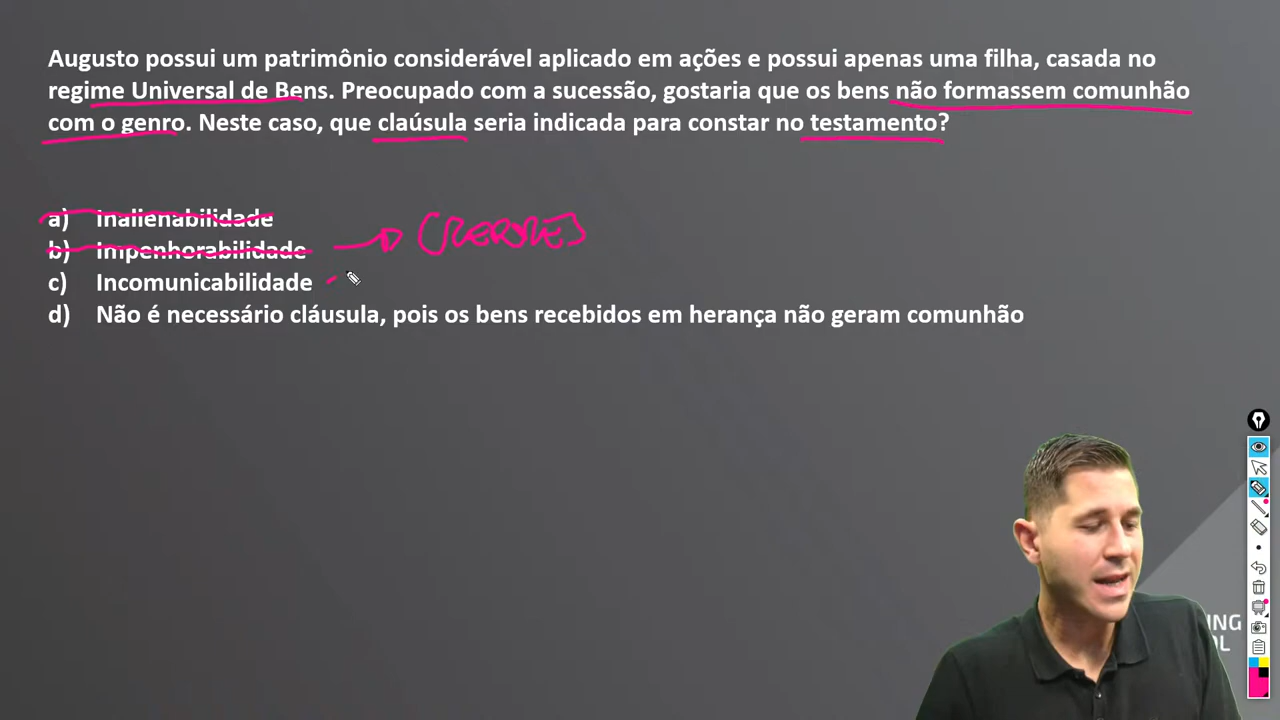 Augusto possui um patrimônio considerável aplicado em ações e possui apenas uma filha, casada no
regime Universal de Bens. Preocupado com a sucessão, gostaria que os bens não formassem comunhão
com o genro. Neste caso, que claúsula seria indicada para constar no testamento?
a) Inalienabilidade
b) Impenhorabilidade
c) Incomunicabilidade
d) Não é necessário cláusula, pois os bens recebidos em herança não geram comunhão